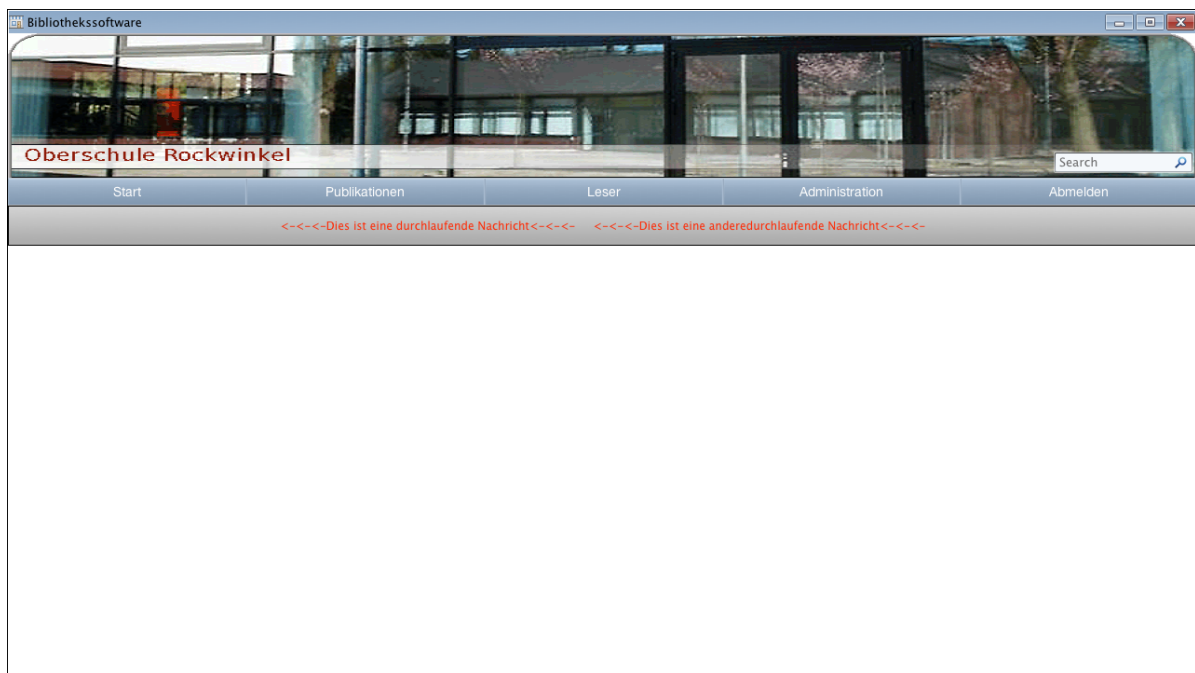 Bibliothekssoftware
Oberschule Rockwinkel
Search
Start Publikationen Leser Administration Abmelden
<-<-<-Dies ist eine durchlaufende Nachricht<-<-<- <-<-<-Dies ist eine anderedurchlaufende Nachricht<-<-<-